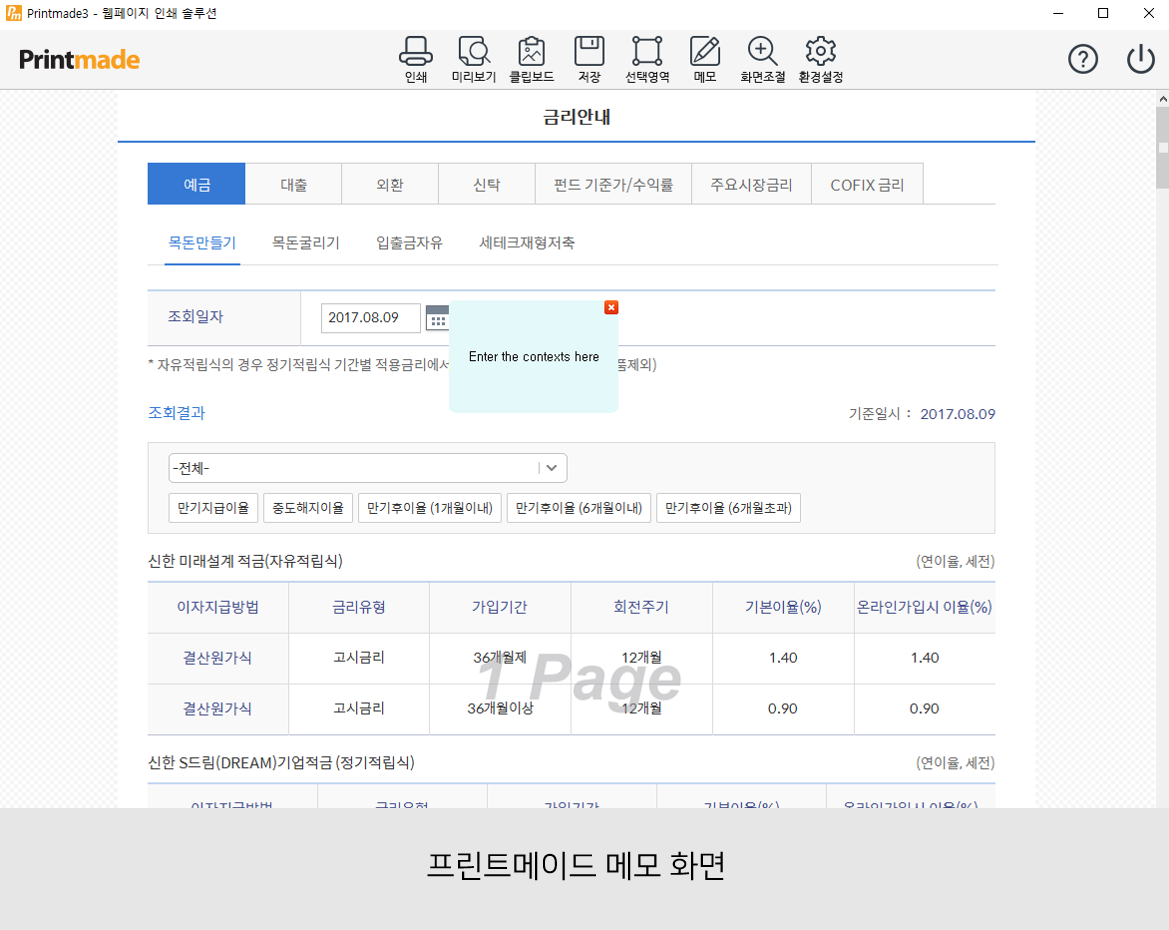 Printmade3 - 웹페이지 인쇄 솔루션
Printmade
인쇄 미리보기 클립보드 저장 선택영역 메모 화면조절 환경설정
금리안내
예금 대출 외환 신탁 펀드 기준가/수익률 주요시장금리 COFIX 금리
목돈만들기 목돈굴리기 입출금자유 세테크재형저축
조회일자 2017.08.09
Enter the contexts here
* 자유적립식의 경우 정기적립식 기간별 적용금리에서 품제외)
조회결과 기준일시 : 2017.08.09
-전체-
만기지급이율 중도해지이율 만기후이율 (1개월이내) 만기후이율 (6개월이내) 만기후이율 (6개월초과)
신한 미래설계 적금(자유적립식) (연이율, 세전)
이자지급방법 금리유형 가입기간 회전주기 기본이율(%) 온라인가입시 이율(%)
결산원가식 고시금리 36개월제 12개월 1.40 1.40
1 Page
결산원가식 고시금리 36개월이상 12개월 0.90 0.90
신한 S드림(DREAM)기업적금 (정기적립식) (연이율, 세전)
이자지급방법 금리유형 가입기간 기본이율(%) 온라인가입시 이율(%)
프린트메이드 메모 화면